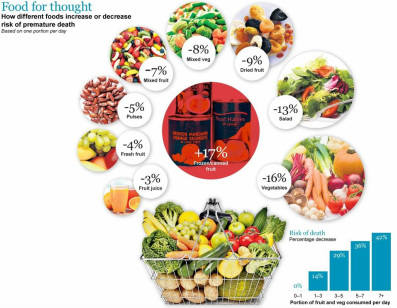 Food for thought
How different foods increase or decrease
risk of premature death
Based on one portion per day
-8%
Mixed veg
-9%
Dried fruit
-7%
Mixed fruit
-13%
Salad
-5%
Pulses
+17%
Frozen/canned
fruit
-4%
Fresh fruit
-16%
Vegetables
-3%
Fruit juice
Risk of death
Percentage decrease
0%
14%
29%
36%
42%
0–1
1–3
3–5
5–7
7+
Portion of fruit and veg consumed per day